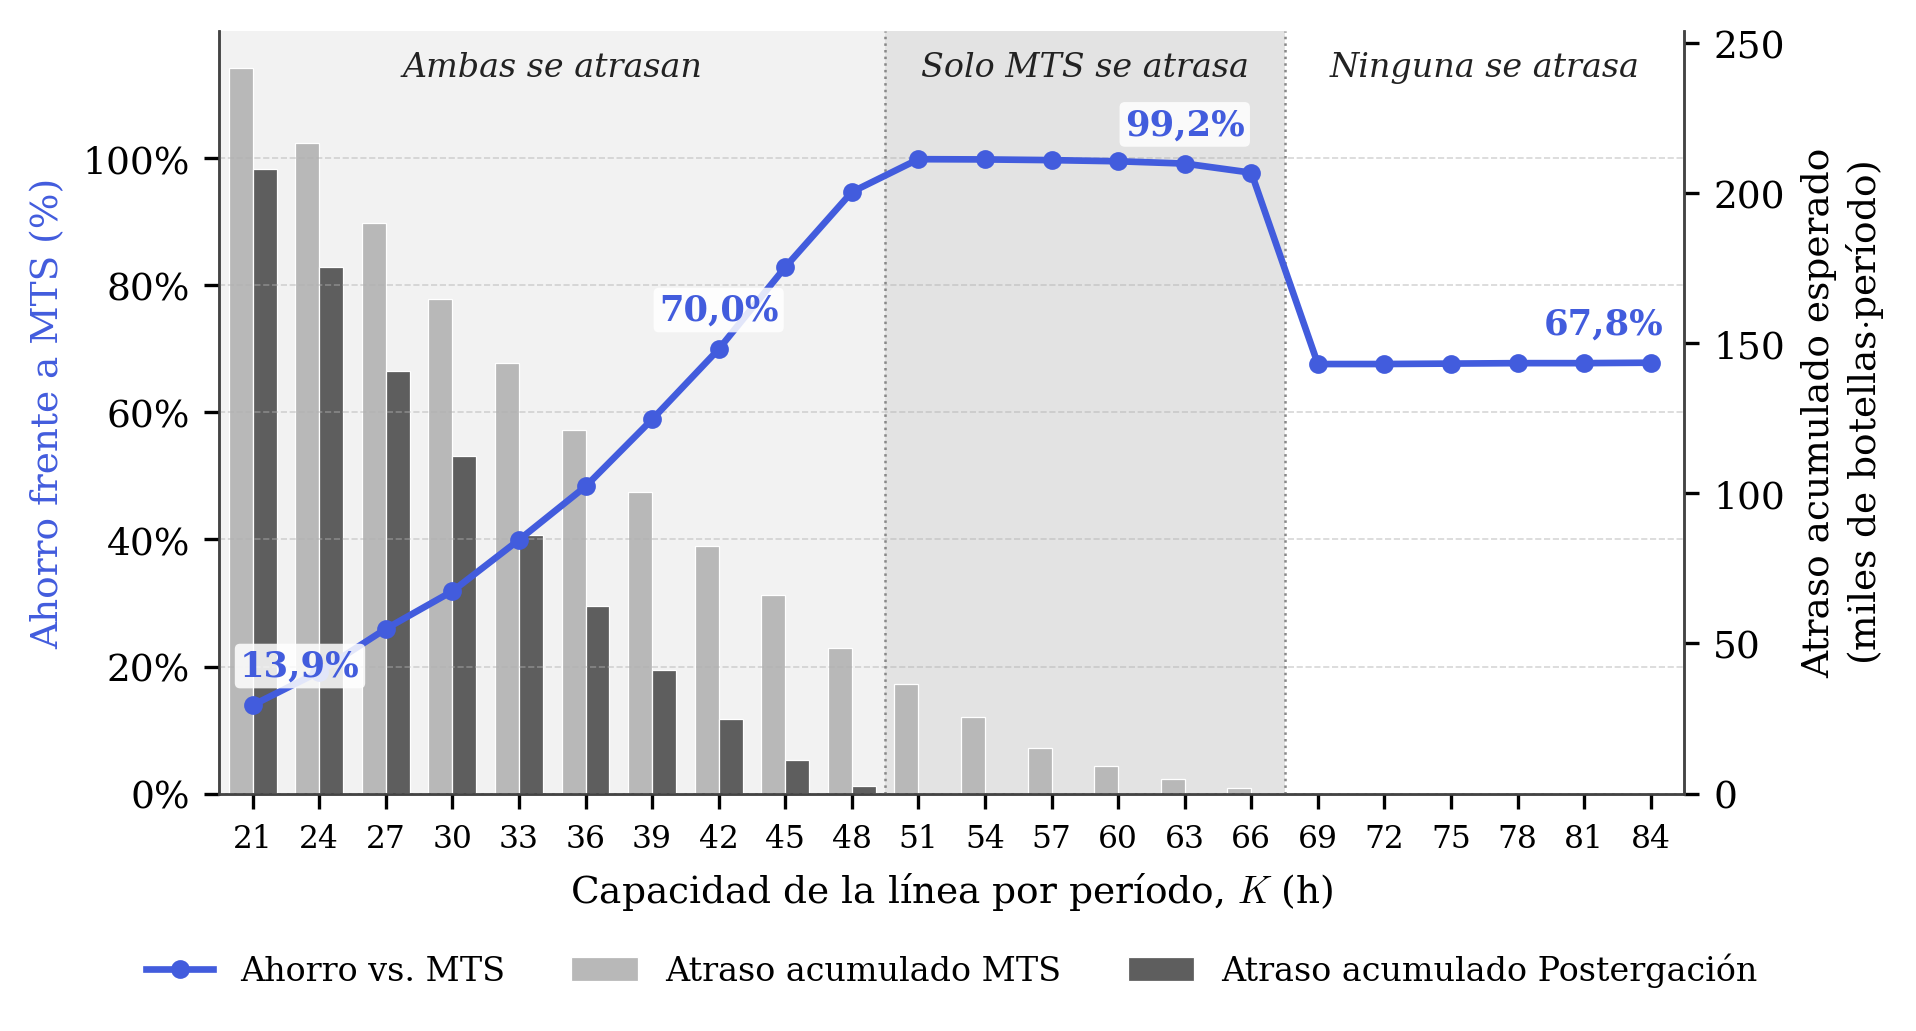 Ambas se atrasan
Solo MTS se atrasa
Ninguna se atrasa
Ahorro frente a MTS (%)
100%
80%
60%
40%
20%
0%
13,9%
70,0%
99,2%
67,8%
250
200
150
100
50
0
Atraso acumulado esperado
(miles de botellas·período)
21 24 27 30 33 36 39 42 45 48 51 54 57 60 63 66 69 72 75 78 81 84
Capacidad de la línea por período, K (h)
Ahorro vs. MTS
Atraso acumulado MTS
Atraso acumulado Postergación